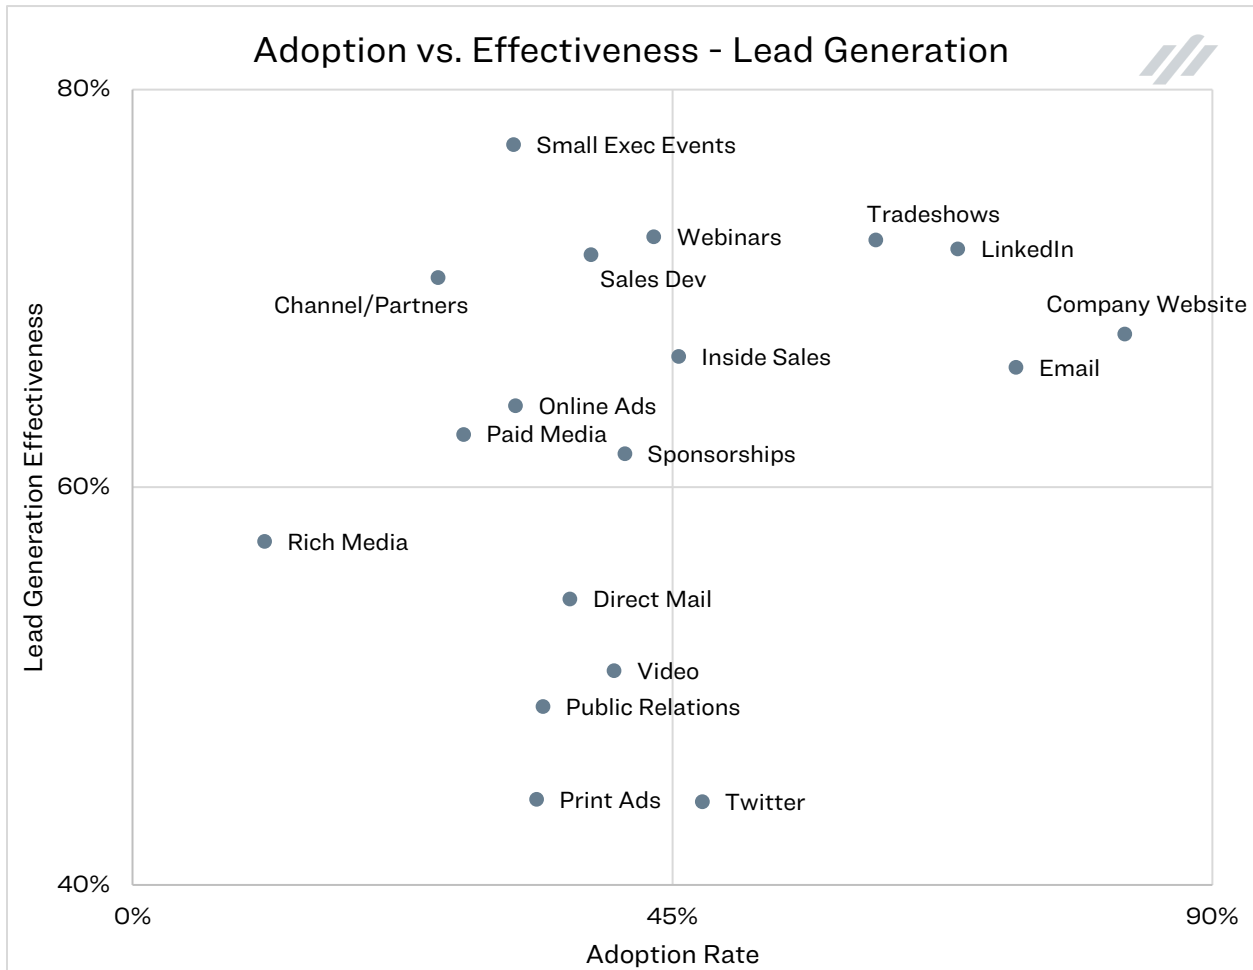 Adoption vs. Effectiveness - Lead Generation
80%
Small Exec Events
Tradeshows
Webinars
LinkedIn
Sales Dev
Channel/Partners
Company Website
Inside Sales
Email
Online Ads
Paid Media
Sponsorships
60%
Rich Media
Direct Mail
Video
Public Relations
Print Ads
Twitter
40%
Lead Generation Effectiveness
0%
45%
90%
Adoption Rate